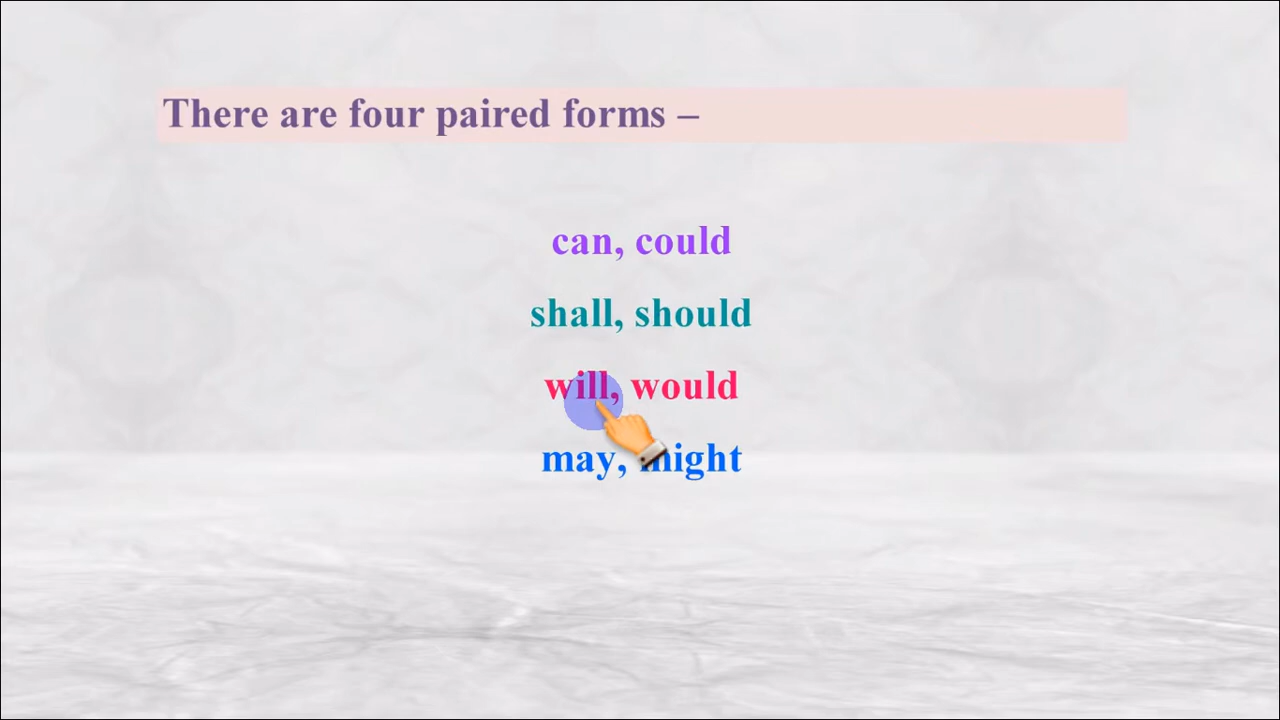 There are four paired forms –
can, could
shall, should
will, would
may, might